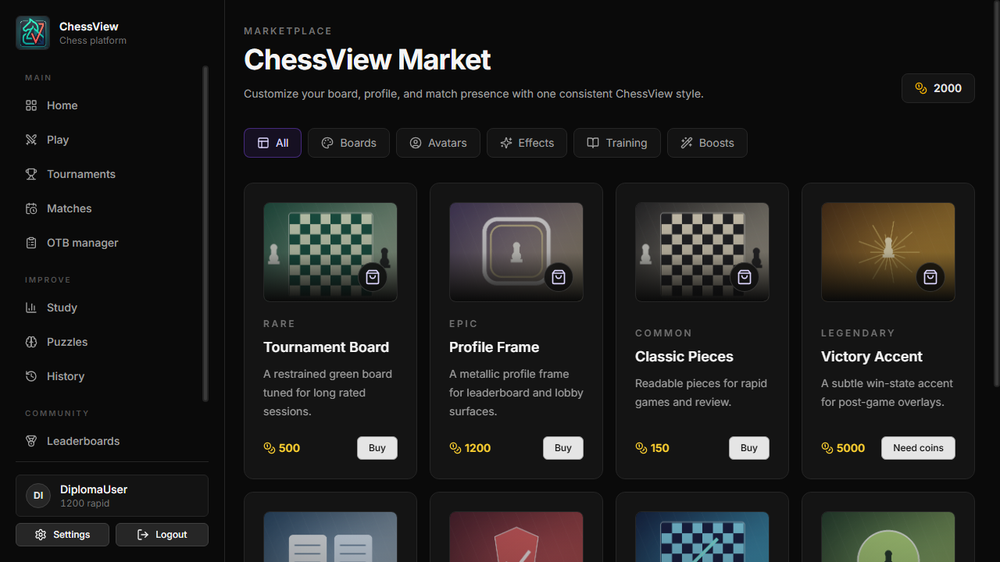 ChessView
Chess platform
MAIN
Home
Play
Tournaments
Matches
OTB manager
IMPROVE
Study
Puzzles
History
COMMUNITY
Leaderboards
DI
DiplomaUser
1200 rapid
Settings
Logout
MARKETPLACE
ChessView Market
Customize your board, profile, and match presence with one consistent ChessView style.
2000
All
Boards
Avatars
Effects
Training
Boosts
RARE
Tournament Board
A restrained green board
tuned for long rated
sessions.
500
Buy
EPIC
Profile Frame
A metallic profile frame
for leaderboard and lobby
surfaces.
1200
Buy
COMMON
Classic Pieces
Readable pieces for rapid
games and review.
150
Buy
LEGENDARY
Victory Accent
A subtle win-state accent
for post-game overlays.
5000
Need coins